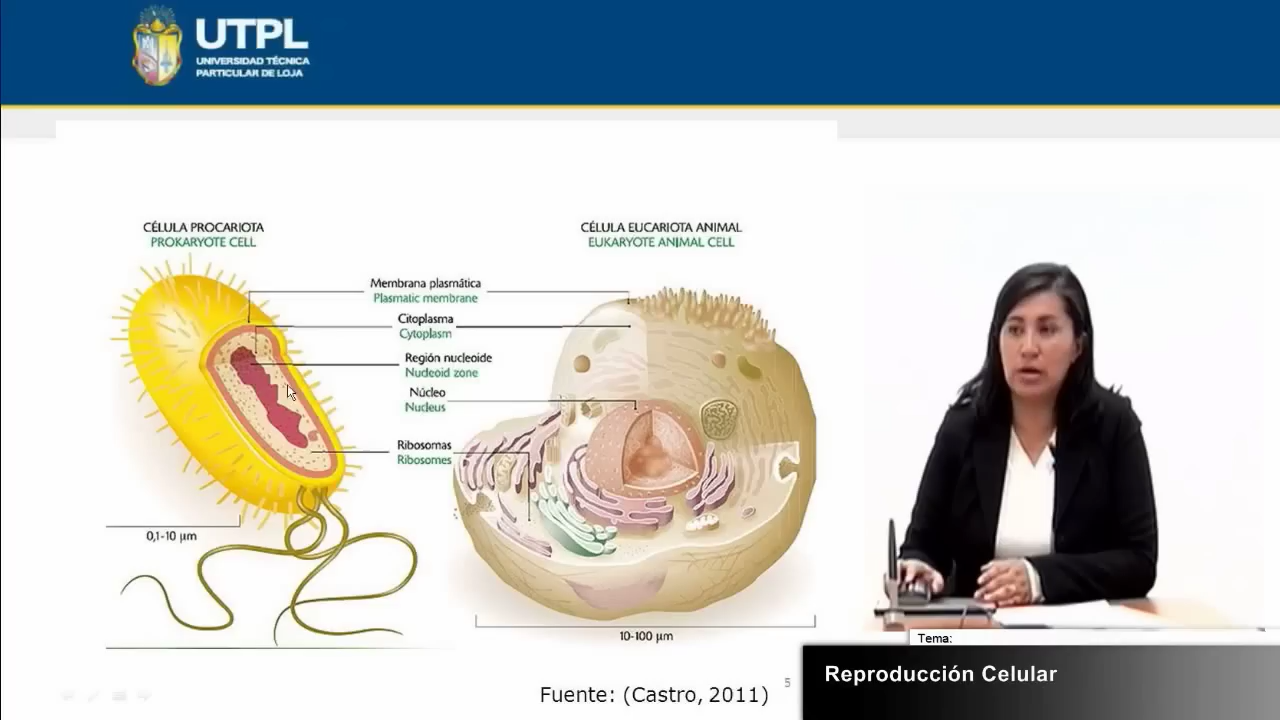 UTPL
UNIVERSIDAD TÉCNICA
PARTICULAR DE LOJA
CÉLULA PROCARIOTA
PROKARYOTE CELL
CÉLULA EUCARIOTA ANIMAL
EUKARYOTE ANIMAL CELL
Membrana plasmática
Plasmatic membrane
Citoplasma
Cytoplasm
Región nucleoide
Nucleoid zone
Núcleo
Nucleus
Ribosomas
Ribosomes
0,1-10 µm
10-100 µm
Fuente: (Castro, 2011)
5
Tema:
Reproducción Celular